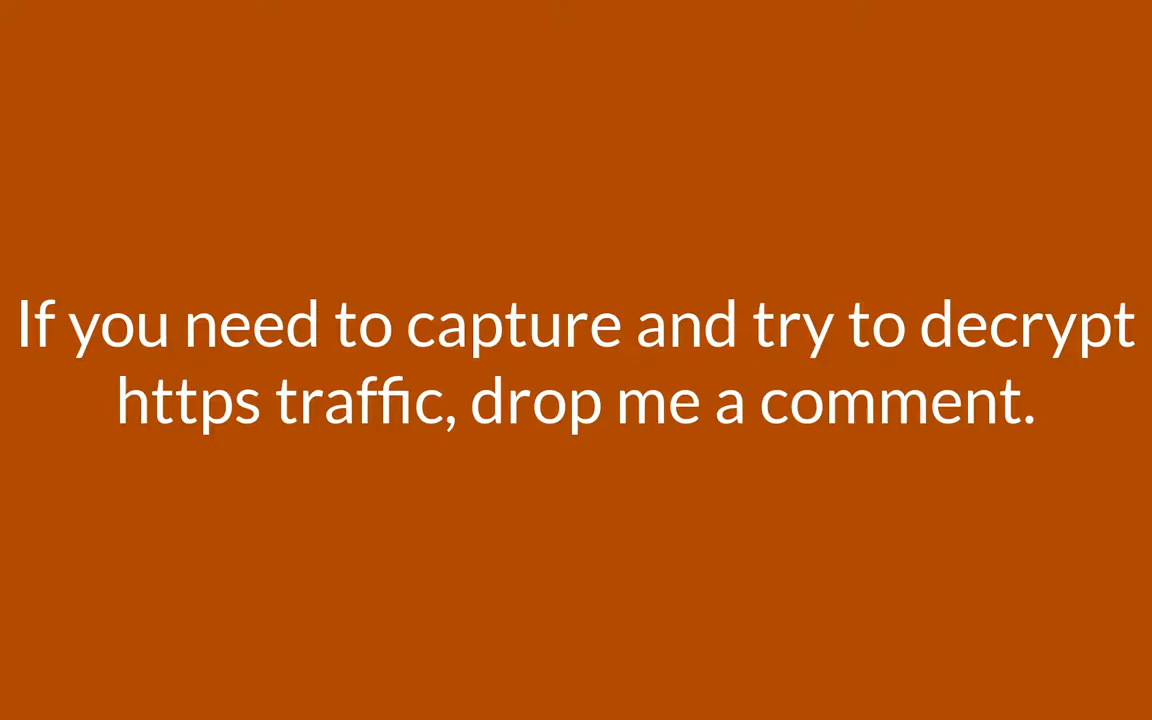 If you need to capture and try to decrypt
https traffic, drop me a comment.